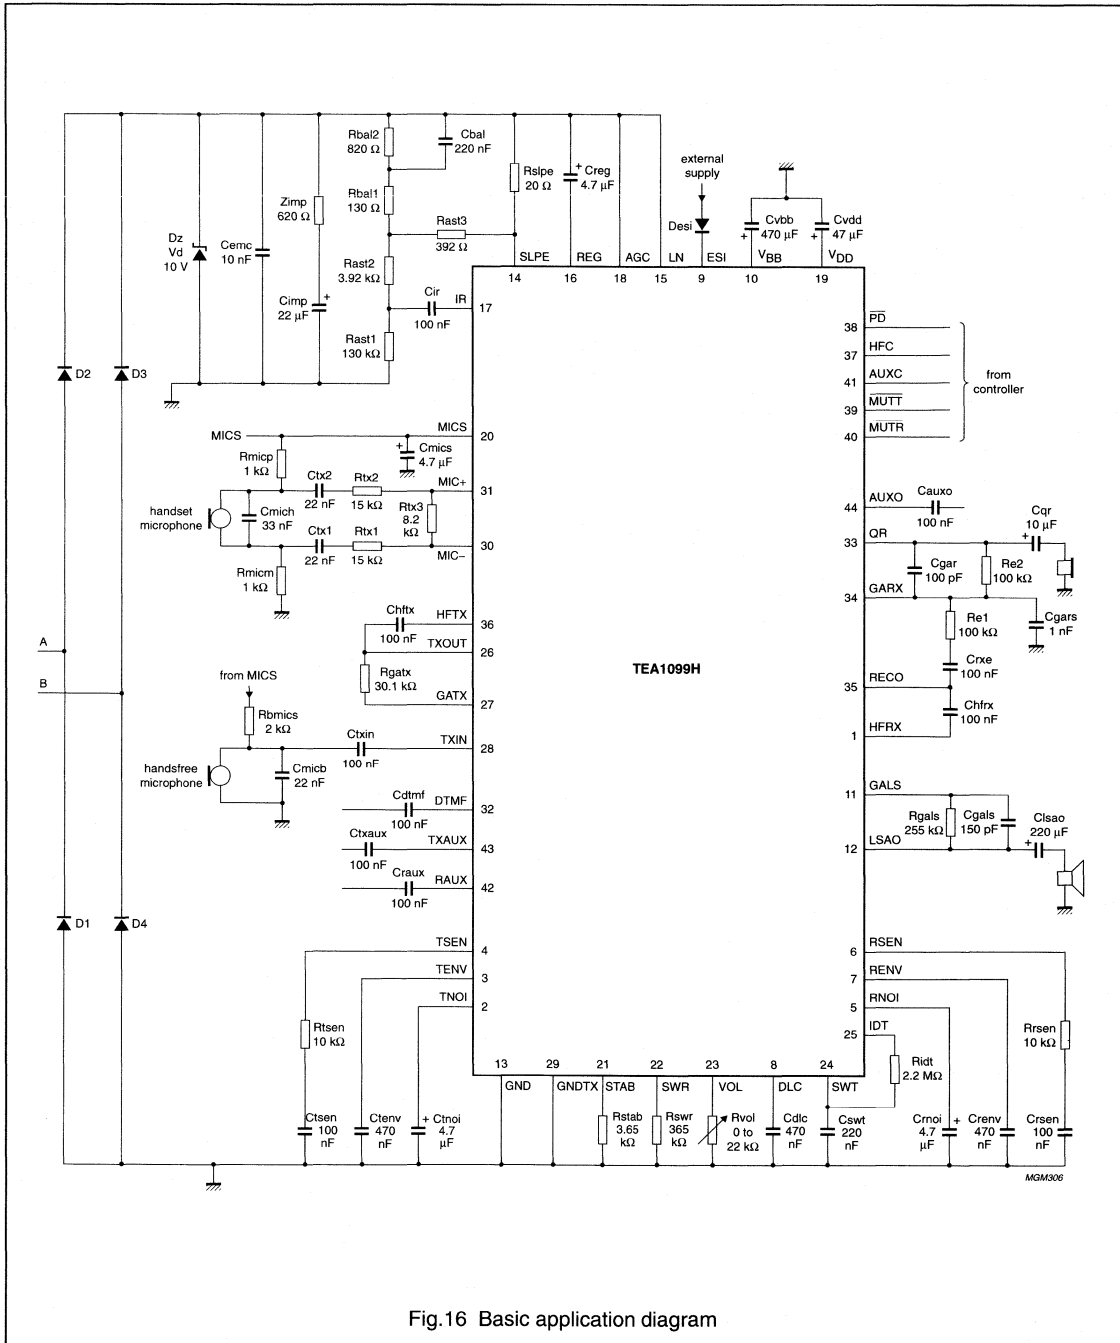 Rbal2
820 Ω
Cbal
220 nF
Rslpe
20 Ω
+
Creg
4.7 µF
external
supply
Desi
Cvbb
470 µF
+
Cvdd
47 µF
+
Zimp
620 Ω
Rbal1
130 Ω
Rast3
392 Ω
Dz
Vd
10 V
Cemc
10 nF
Rast2
3.92 kΩ
SLPE
REG
AGC
LN
ESI
VBB
VDD
14
16
18
15
9
10
19
Cimp
22 µF
+
Cir
100 nF
IR
17
Rast1
130 kΩ
38
PD
37
HFC
41
AUXC
39
MUTT
40
MUTR
from
controller
D2
D3
MICS
MICS
20
Rmicp
1 kΩ
+
Cmics
4.7 µF
Ctx2
22 nF
Rtx2
15 kΩ
MIC+
31
handset
microphone
Cmich
33 nF
Rtx3
8.2
kΩ
Ctx1
22 nF
Rtx1
15 kΩ
MIC−
30
Rmicm
1 kΩ
44
AUXO
Cauxo
100 nF
33
QR
Cqr
10 µF
+
Cgar
100 pF
Re2
100 kΩ
34
GARX
Re1
100 kΩ
Cgars
1 nF
Crxe
100 nF
35
RECO
Chfrx
100 nF
1
HFRX
Chftx
100 nF
HFTX
36
TXOUT
26
Rgatx
30.1 kΩ
GATX
27
TEA1099H
A
B
from MICS
Rbmics
2 kΩ
Ctxin
100 nF
TXIN
28
handsfree
microphone
Cmicb
22 nF
Cdtmf
100 nF
DTMF
32
Ctxaux
100 nF
TXAUX
43
Craux
100 nF
RAUX
42
11
GALS
Rgals
255 kΩ
Cgals
150 pF
Clsao
220 µF
+
12
LSAO
D1
D4
TSEN
4
TENV
3
TNOI
2
6
RSEN
7
RENV
5
RNOI
25
IDT
Rtsen
10 kΩ
Rrsen
10 kΩ
Ridt
2.2 MΩ
13
29
21
22
23
8
24
GND
GNDTX
STAB
SWR
VOL
DLC
SWT
Ctsen
100
nF
Ctenv
470
nF
+
Ctnoi
4.7
µF
Rstab
3.65
kΩ
Rswr
365
kΩ
Rvol
0 to
22 kΩ
Cdlc
470
nF
Cswt
220
nF
Crnoi
4.7
µF
+
Crenv
470
nF
Crsen
100
nF
MGM306
Fig.16 Basic application diagram